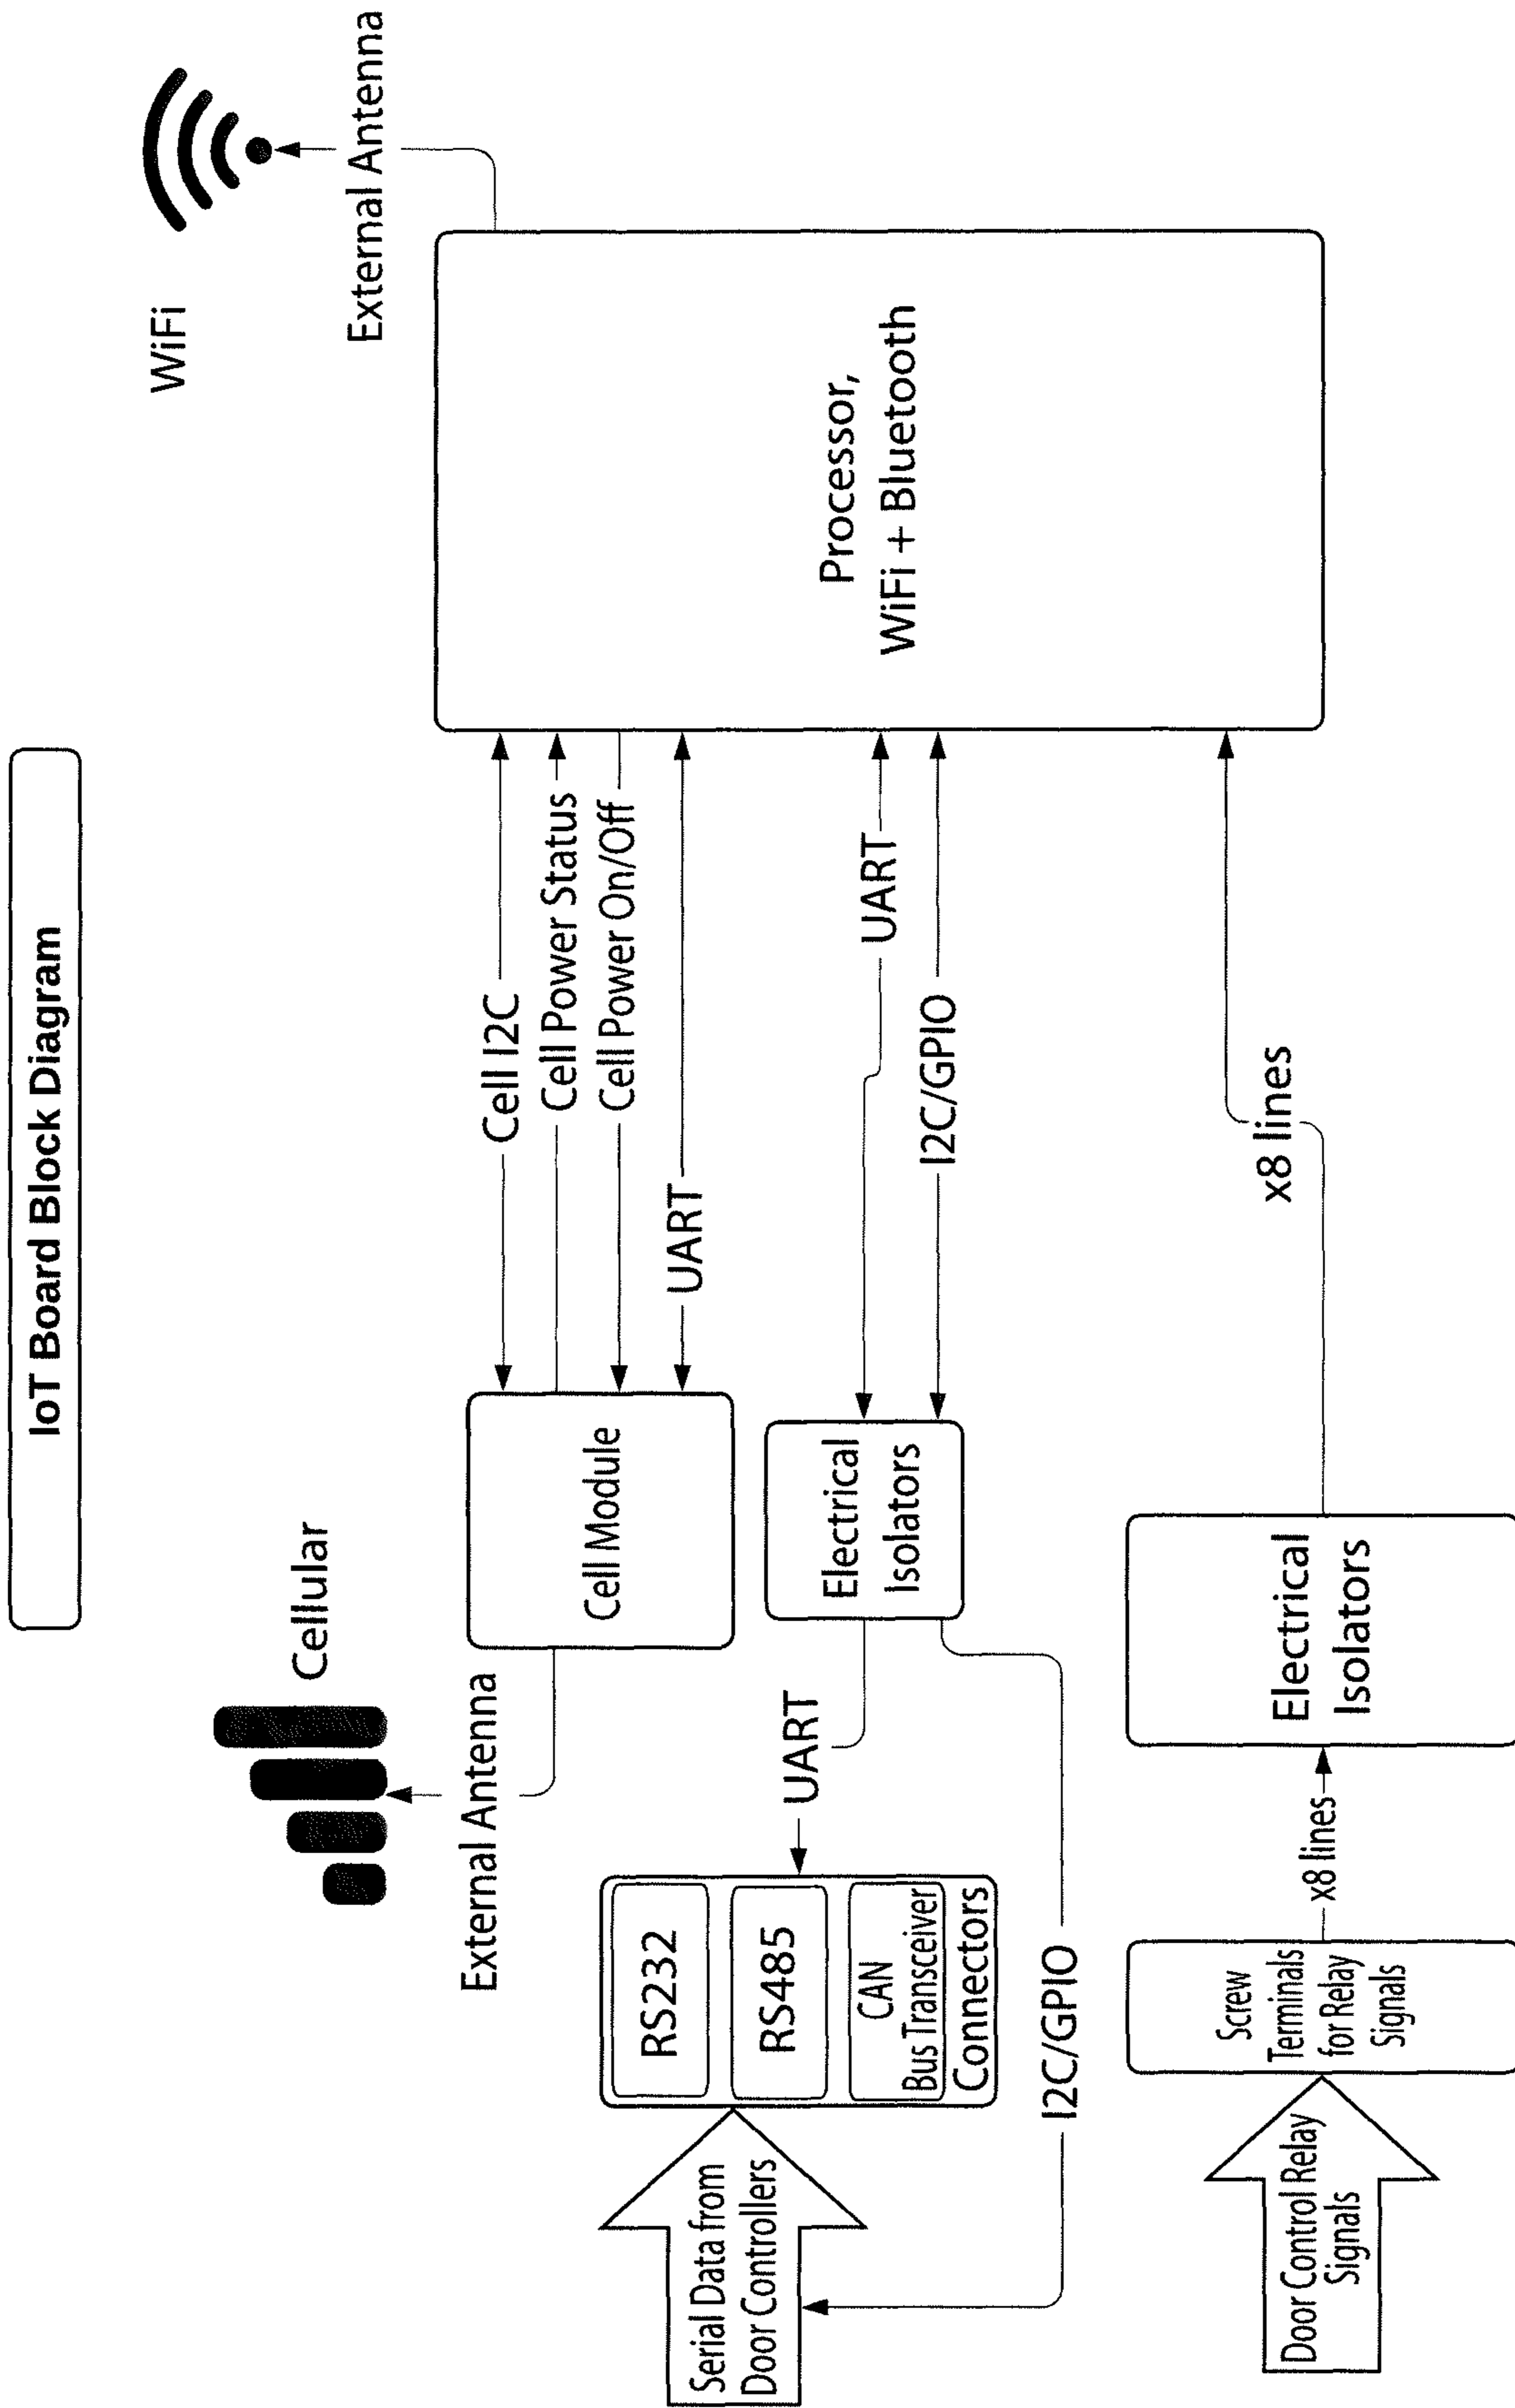 IoT Board Block Diagram
WiFi
External Antenna
Cellular
External Antenna
Cell Module
Cell I2C
Cell Power Status
Cell Power On/Off
UART
Processor,
WiFi + Bluetooth
Serial Data from
Door Controllers
RS232
RS485
CAN
Bus Transceiver
Connectors
UART
Electrical
Isolators
UART
I2C/GPIO
I2C/GPIO
Door Control Relay
Signals
Screw
Terminals
for Relay
Signals
x8 lines
Electrical
Isolators
x8 lines